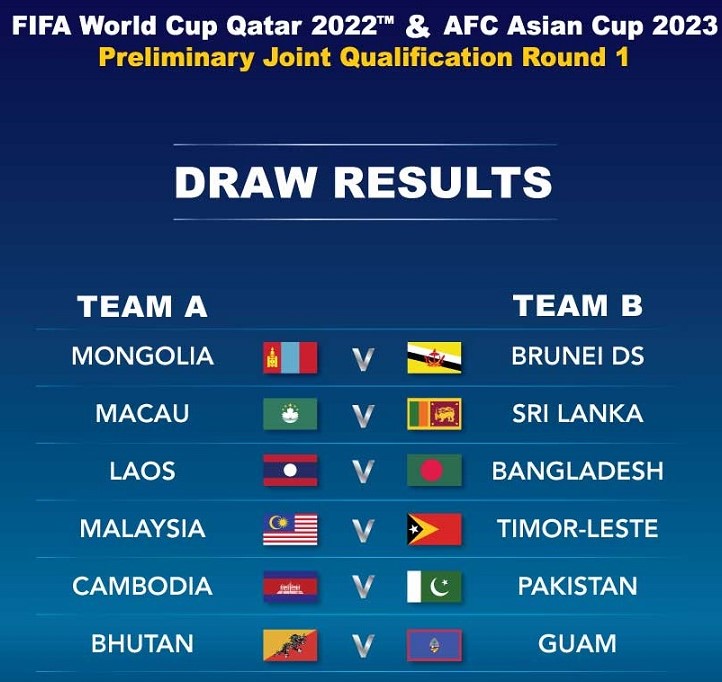 FIFA World Cup Qatar 2022™ & AFC Asian Cup 2023
Preliminary Joint Qualification Round 1
DRAW RESULTS
TEAM A TEAM B
MONGOLIA V BRUNEI DS
MACAU V SRI LANKA
LAOS V BANGLADESH
MALAYSIA V TIMOR-LESTE
CAMBODIA V PAKISTAN
BHUTAN V GUAM